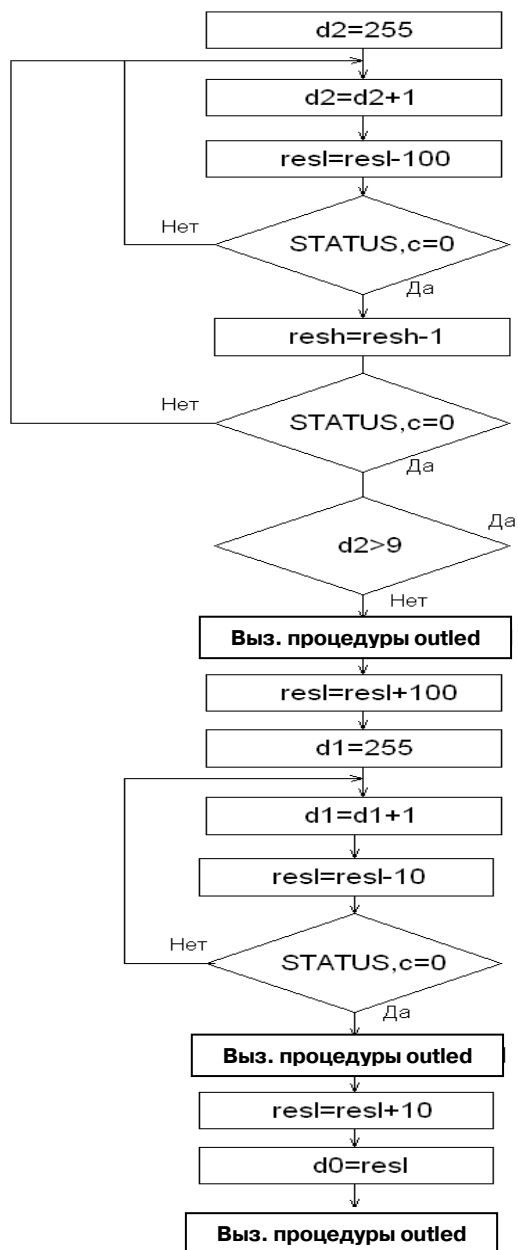 d2=255
d2=d2+1
resl=resl-100
Нет
STATUS,c=0
Да
resh=resh-1
Нет
STATUS,c=0
Да
Да
d2>9
Нет
Выз. процедуры outled
resl=resl+100
d1=255
d1=d1+1
resl=resl-10
Нет
STATUS,c=0
Да
Выз. процедуры outled
resl=resl+10
d0=resl
Выз. процедуры outled